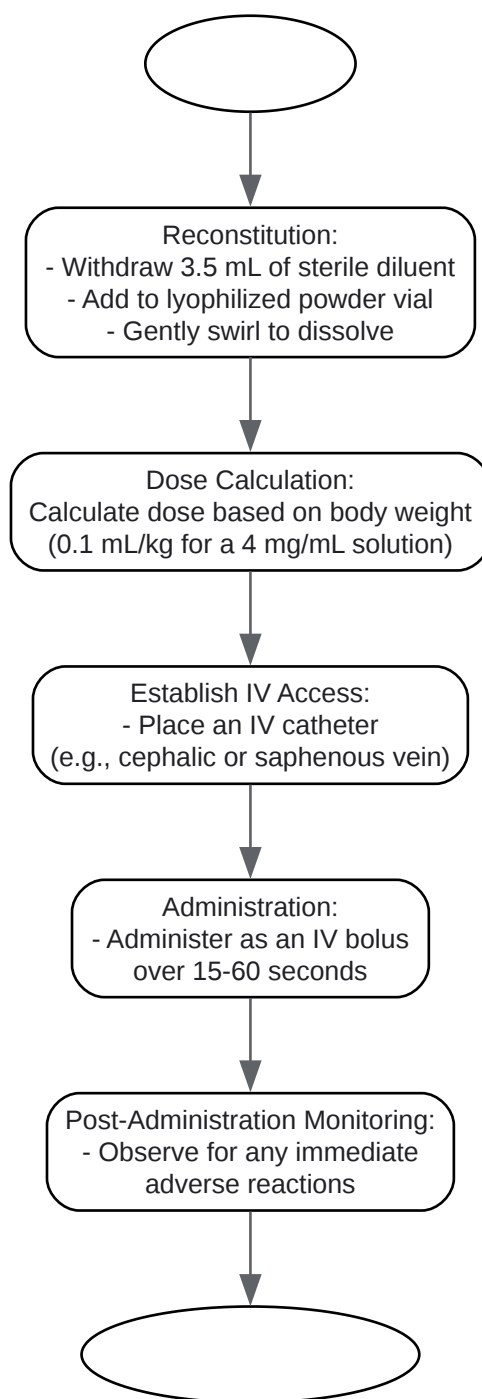 Reconstitution:
- Withdraw 3.5 mL of sterile diluent
- Add to lyophilized powder vial
- Gently swirl to dissolve
Dose Calculation:
Calculate dose based on body weight
(0.1 mL/kg for a 4 mg/mL solution)
Establish IV Access:
- Place an IV catheter
(e.g., cephalic or saphenous vein)
Administration:
- Administer as an IV bolus
over 15-60 seconds
Post-Administration Monitoring:
- Observe for any immediate
adverse reactions